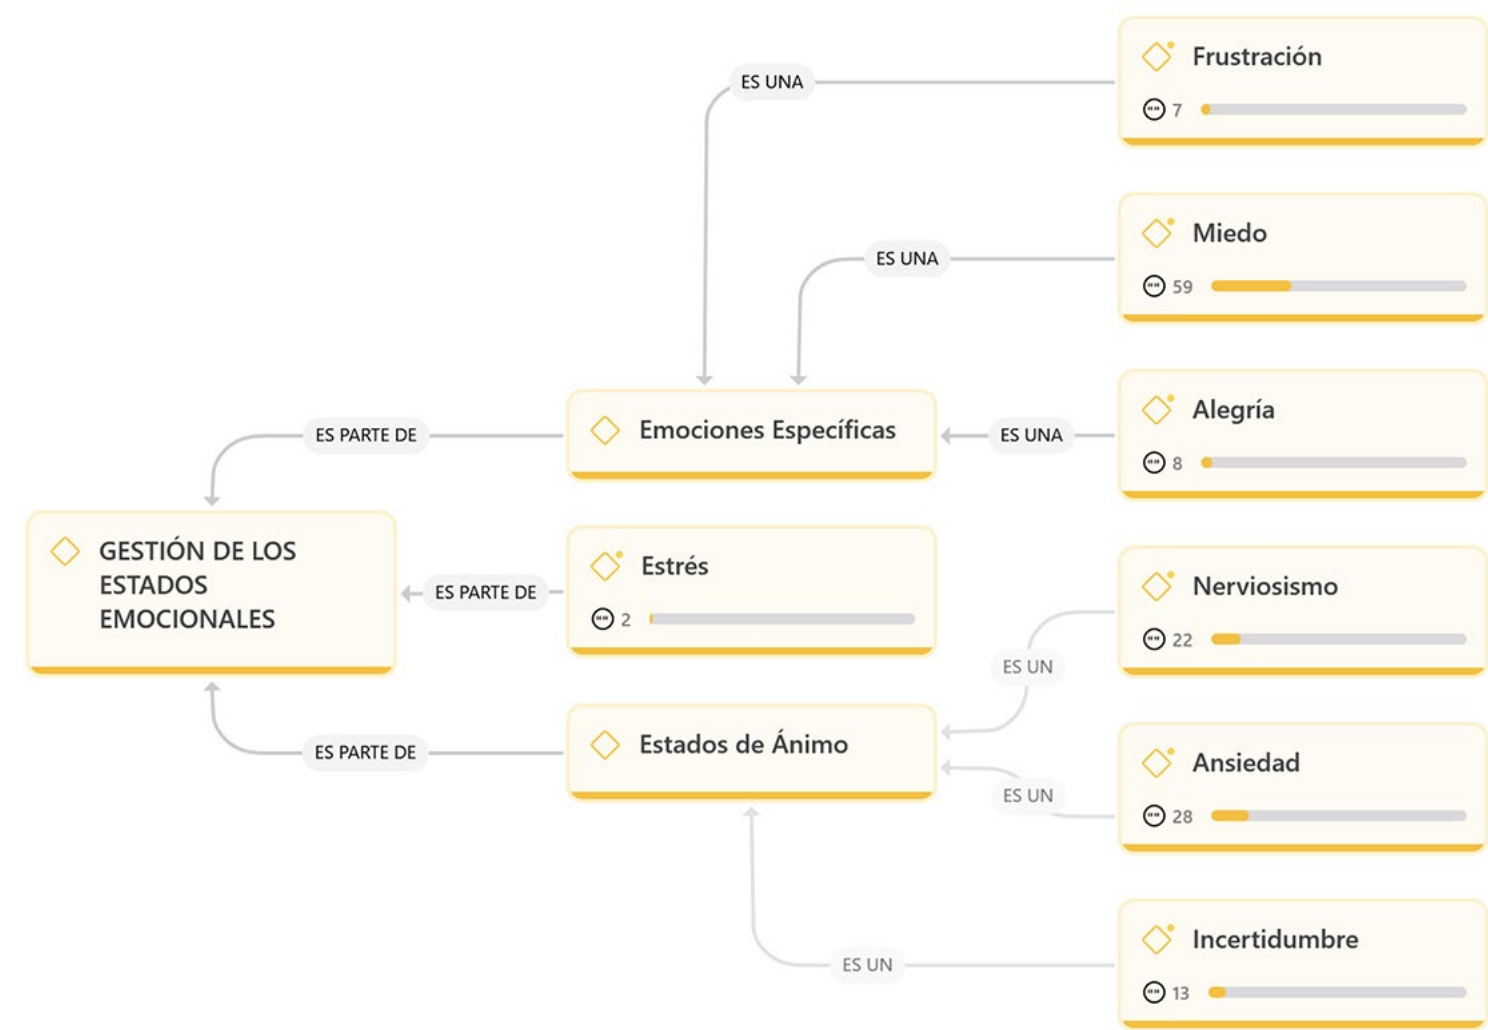 Frustración
7
ES UNA
Miedo
59
ES UNA
Alegría
8
ES UNA
Emociones Específicas
ES PARTE DE
GESTIÓN DE LOS
ESTADOS
EMOCIONALES
Estrés
2
ES PARTE DE
Nerviosismo
22
ES UN
Estados de Ánimo
ES PARTE DE
Ansiedad
28
ES UN
Incertidumbre
13
ES UN